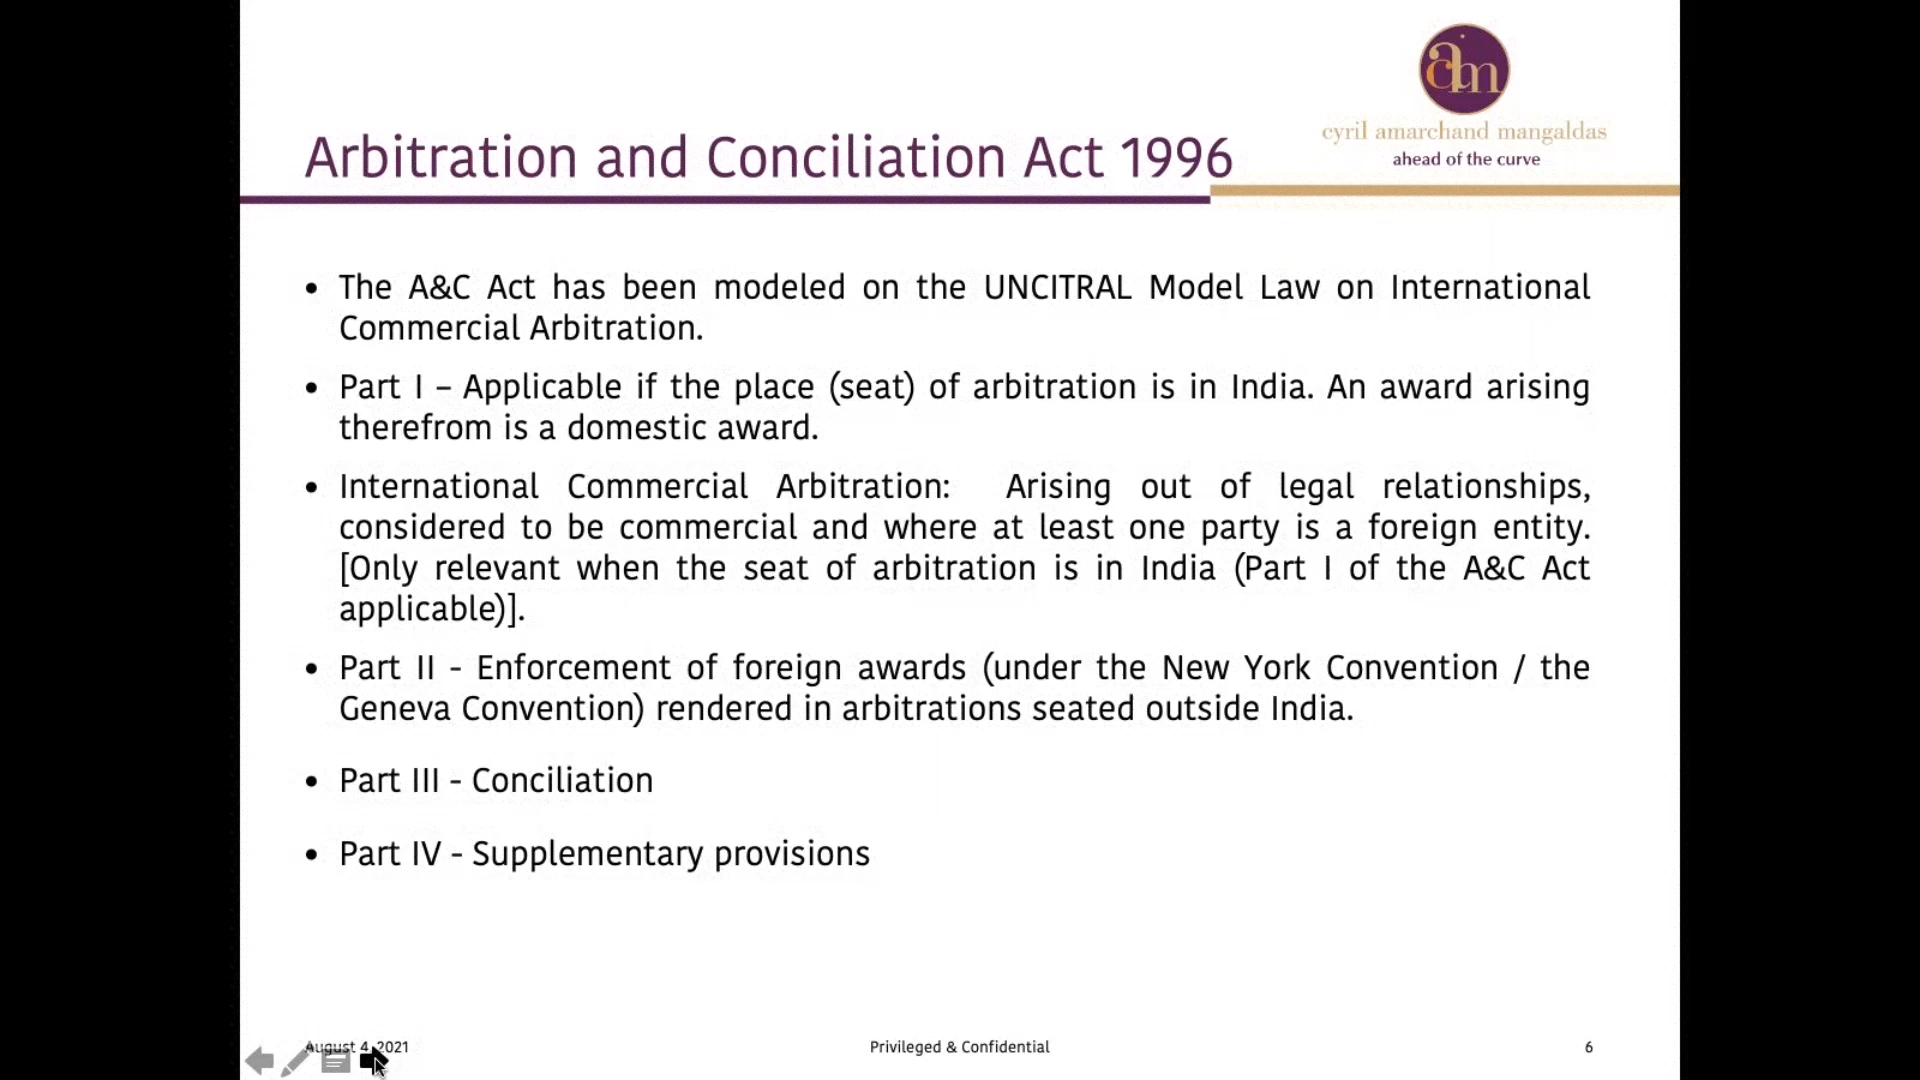 am
cyril amarchand mangaldas
ahead of the curve
Arbitration and Conciliation Act 1996
• The A&C Act has been modeled on the UNCITRAL Model Law on International
Commercial Arbitration.
• Part I – Applicable if the place (seat) of arbitration is in India. An award arising
therefrom is a domestic award.
• International Commercial Arbitration: Arising out of legal relationships,
considered to be commercial and where at least one party is a foreign entity.
[Only relevant when the seat of arbitration is in India (Part I of the A&C Act
applicable)].
• Part II - Enforcement of foreign awards (under the New York Convention / the
Geneva Convention) rendered in arbitrations seated outside India.
• Part III - Conciliation
• Part IV - Supplementary provisions
August 4, 2021
Privileged & Confidential
6